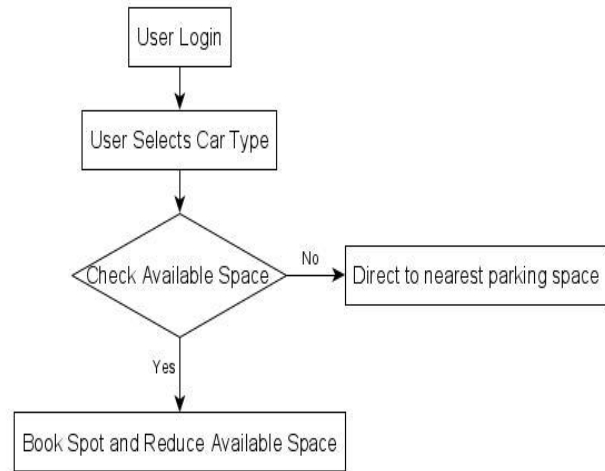 User Login
User Selects Car Type
Check Available Space
No
Direct to nearest parking space
Yes
Book Spot and Reduce Available Space